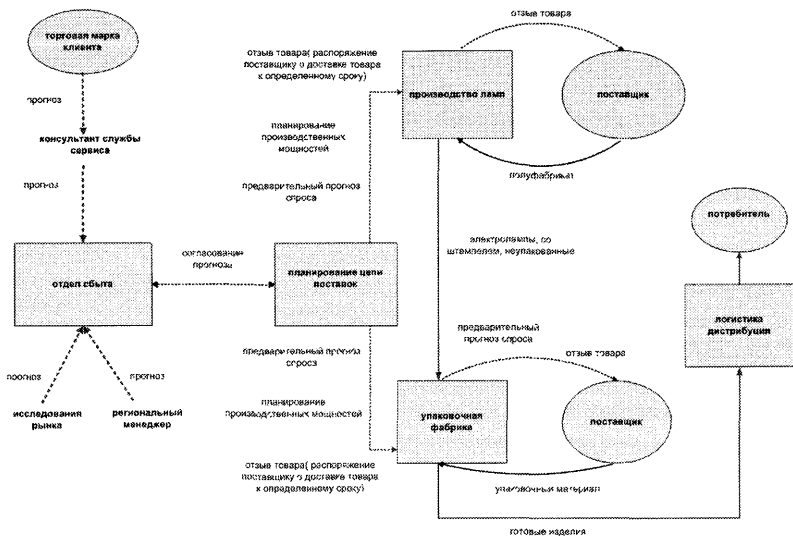 торговая марка
клиента
прогноз
консультант службы
сервиса
прогноз
отдел сбыта
прогноз
прогноз
исследования
рынка
региональный
менеджер
согласование
прогноза
планирование цепи
поставок
отзыв товара( распоряжение
поставщику о доставке товара
к определенному сроку)
планирование
производственных
мощностей
предварительный прогноз
спроса
предварительный прогноз
спроса
планирование
производственных мощностей
отзыв товара( распоряжение
поставщику о доставке товара
к определенному сроку)
отзыв товара
производство ламп
поставщик
полуфабрикат
электролампы, со
штампелем, неупакованные
предварительный
прогноз спроса
отзыв товара
упаковочная
фабрика
поставщик
упаковочный материал
готовые изделия
потребитель
логистика
дистрибуция